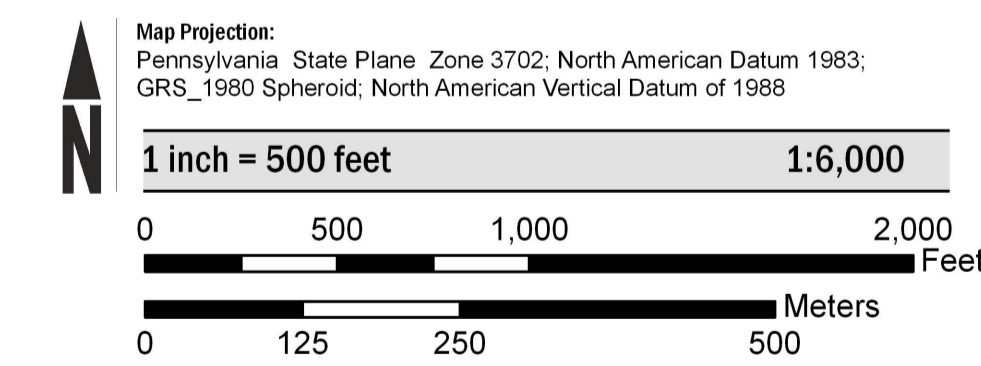 Map Projection:
Pennsylvania State Plane Zone 3702; North American Datum 1983;
GRS_1980 Spheroid; North American Vertical Datum of 1988
N
1 inch = 500 feet 1:6,000
0 500 1,000 2,000
Feet
Meters
0 125 250 500